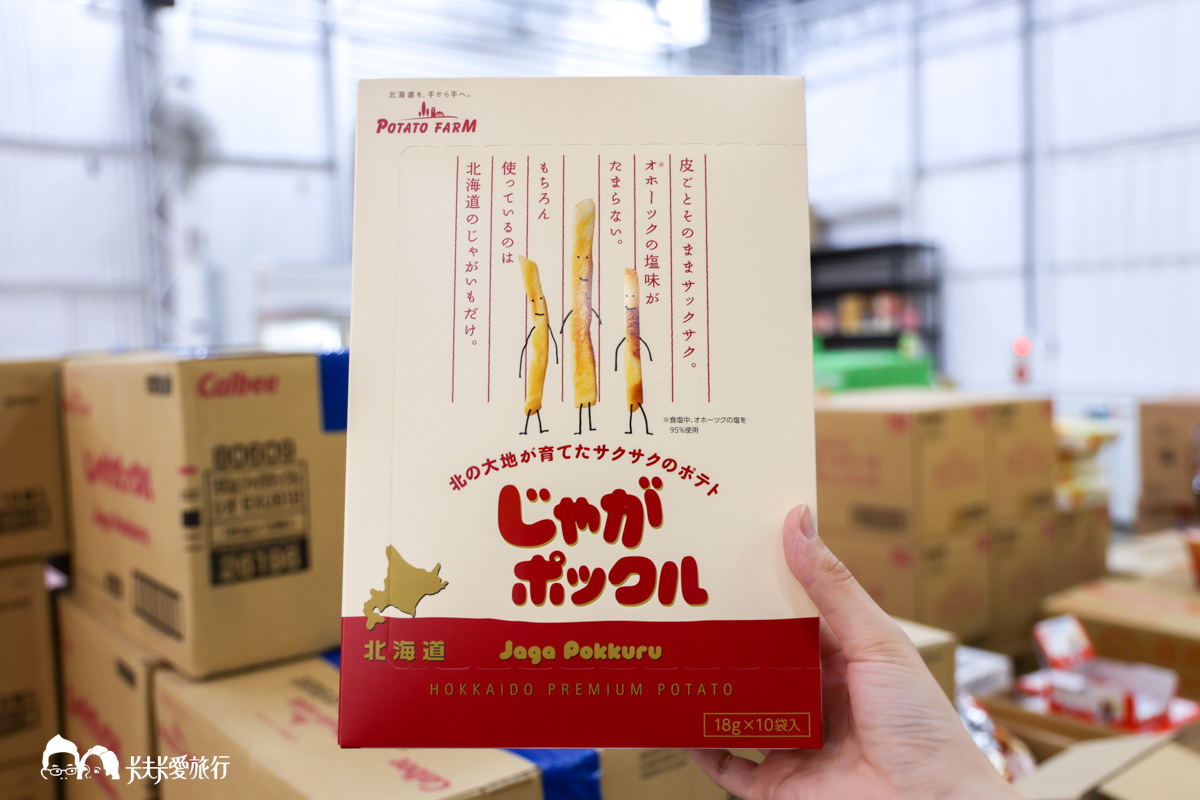 北海道を、手から手へ。
POTATO FARM
皮ごとそのままサックサク。
オホーツク※の塩味が
たまらない。
もちろん
使っているのは
北海道のじゃがいもだけ。
※食塩中、オホーツクの塩を
95%使用
北の大地が育てたサクサクのポテト
じゃが
ポックル
北海道
Jaga Pokkuru
HOKKAIDO PREMIUM POTATO
18g×10袋入
Calbee
80609
26196
Calbee
卡夫卡愛旅行